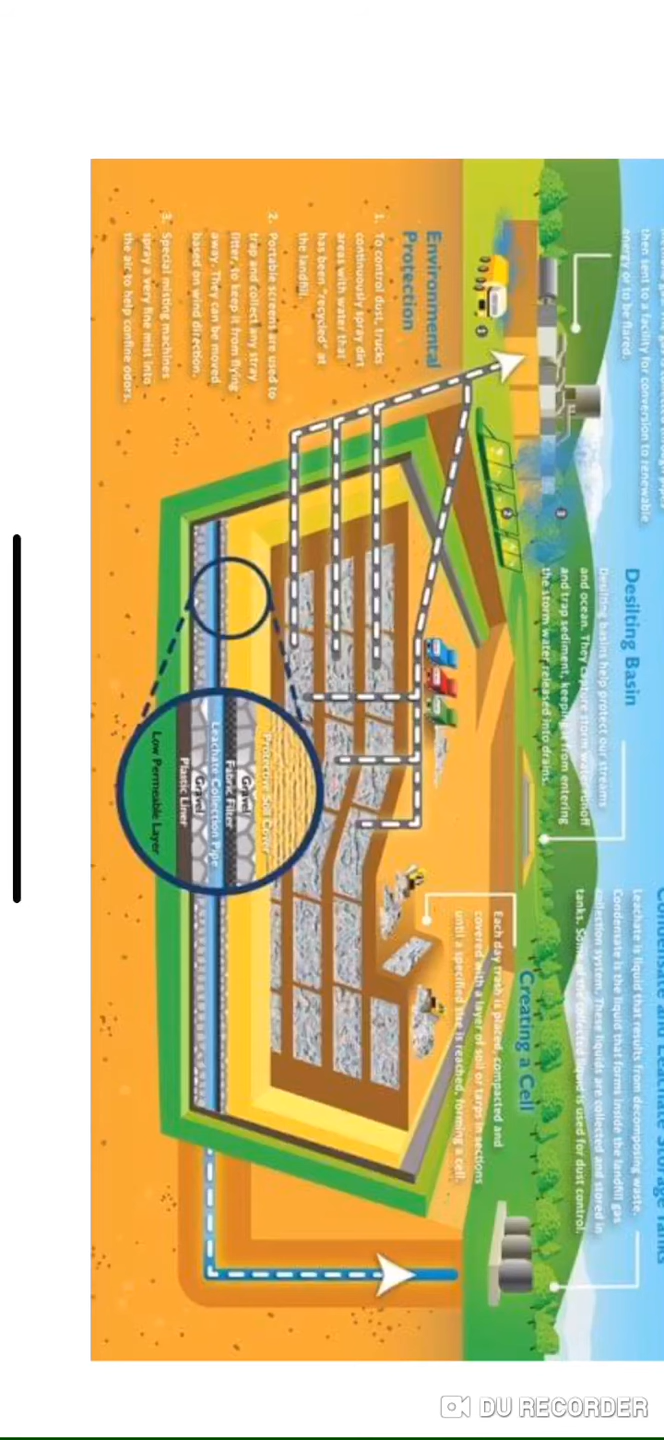 then sent to a facility for conversion to renewable
energy or to be flared.
Desilting Basin
Desilting basins help protect our streams
and ocean. They capture storm water runoff
and trap sediment, keeping it from entering
the storm water released into drains.
Leachate is liquid that results from decomposing waste.
Condensate is the liquid that forms inside the landfill gas
collection system. These liquids are collected and stored in
tanks. Some of the collected liquid is used for dust control.
Creating a Cell
Each day trash is placed, compacted and
covered with a layer of soil or tarps in sections
until a specified size is reached, forming a cell.
1
2
3
Environmental
Protection
1. To control dust, trucks
continuously spray dirt
areas with water that
has been "recycled" at
the landfill.
2. Portable screens are used to
trap and collect any stray
litter, to keep it from flying
away. They can be moved
based on wind direction.
3. Special misting machines
spray a very fine mist into
the air to help confine odors.
Protective Soil Cover
Gravel
Fabric Filter
Leachate Collection Pipe
Gravel
Plastic Liner
Low Permeable Layer
DU RECORDER